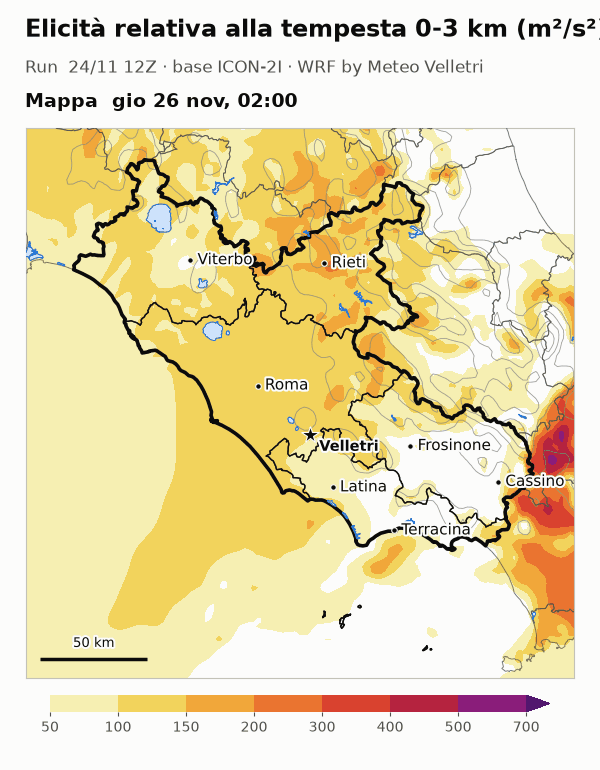 Elicità relativa alla tempesta 0-3 km (m²/s²)
Run 24/11 12Z · base ICON-2I · WRF by Meteo Velletri
Mappa gio 26 nov, 02:00
Viterbo
Rieti
Roma
Velletri
Frosinone
Cassino
Latina
Terracina
50 km
50 100 150 200 300 400 500 700